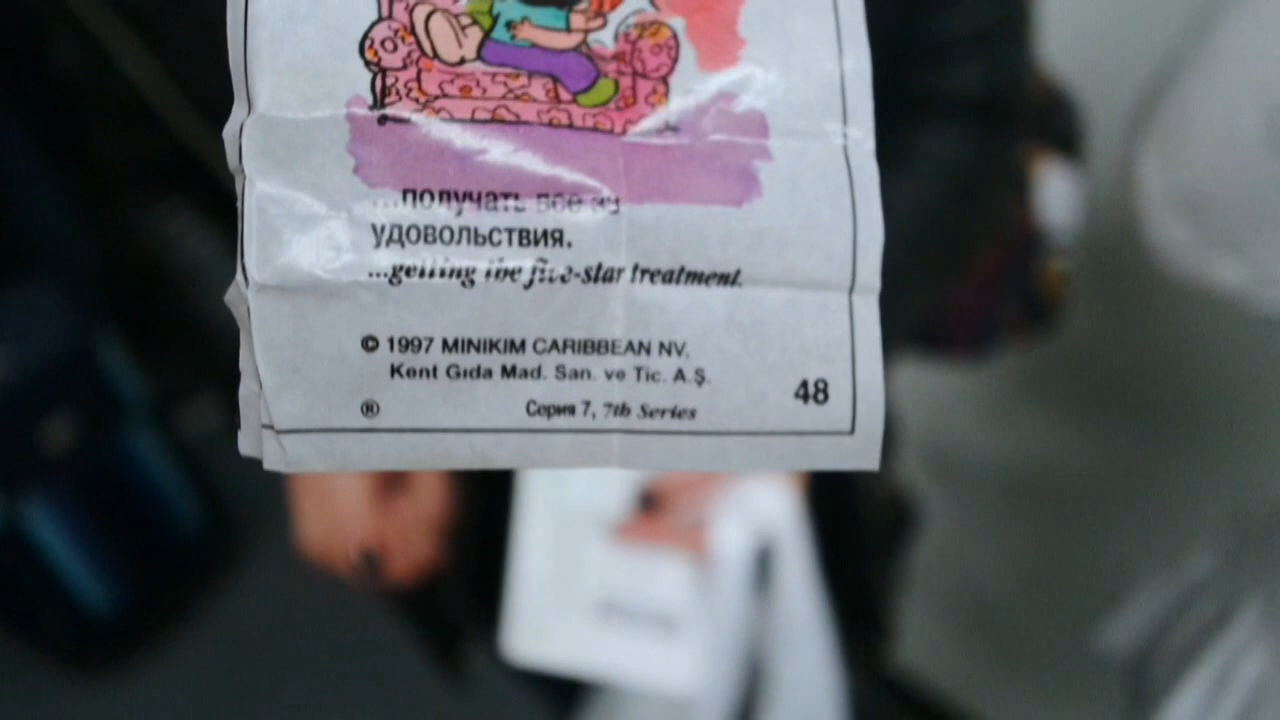 ...получать все
удовольствия.
...getting the five-star treatment.
© 1997 MINIKIM CARIBBEAN NV.
Kent Gıda Mad. San. ve Tic. A.Ş.
48
® Серия 7, 7th Series